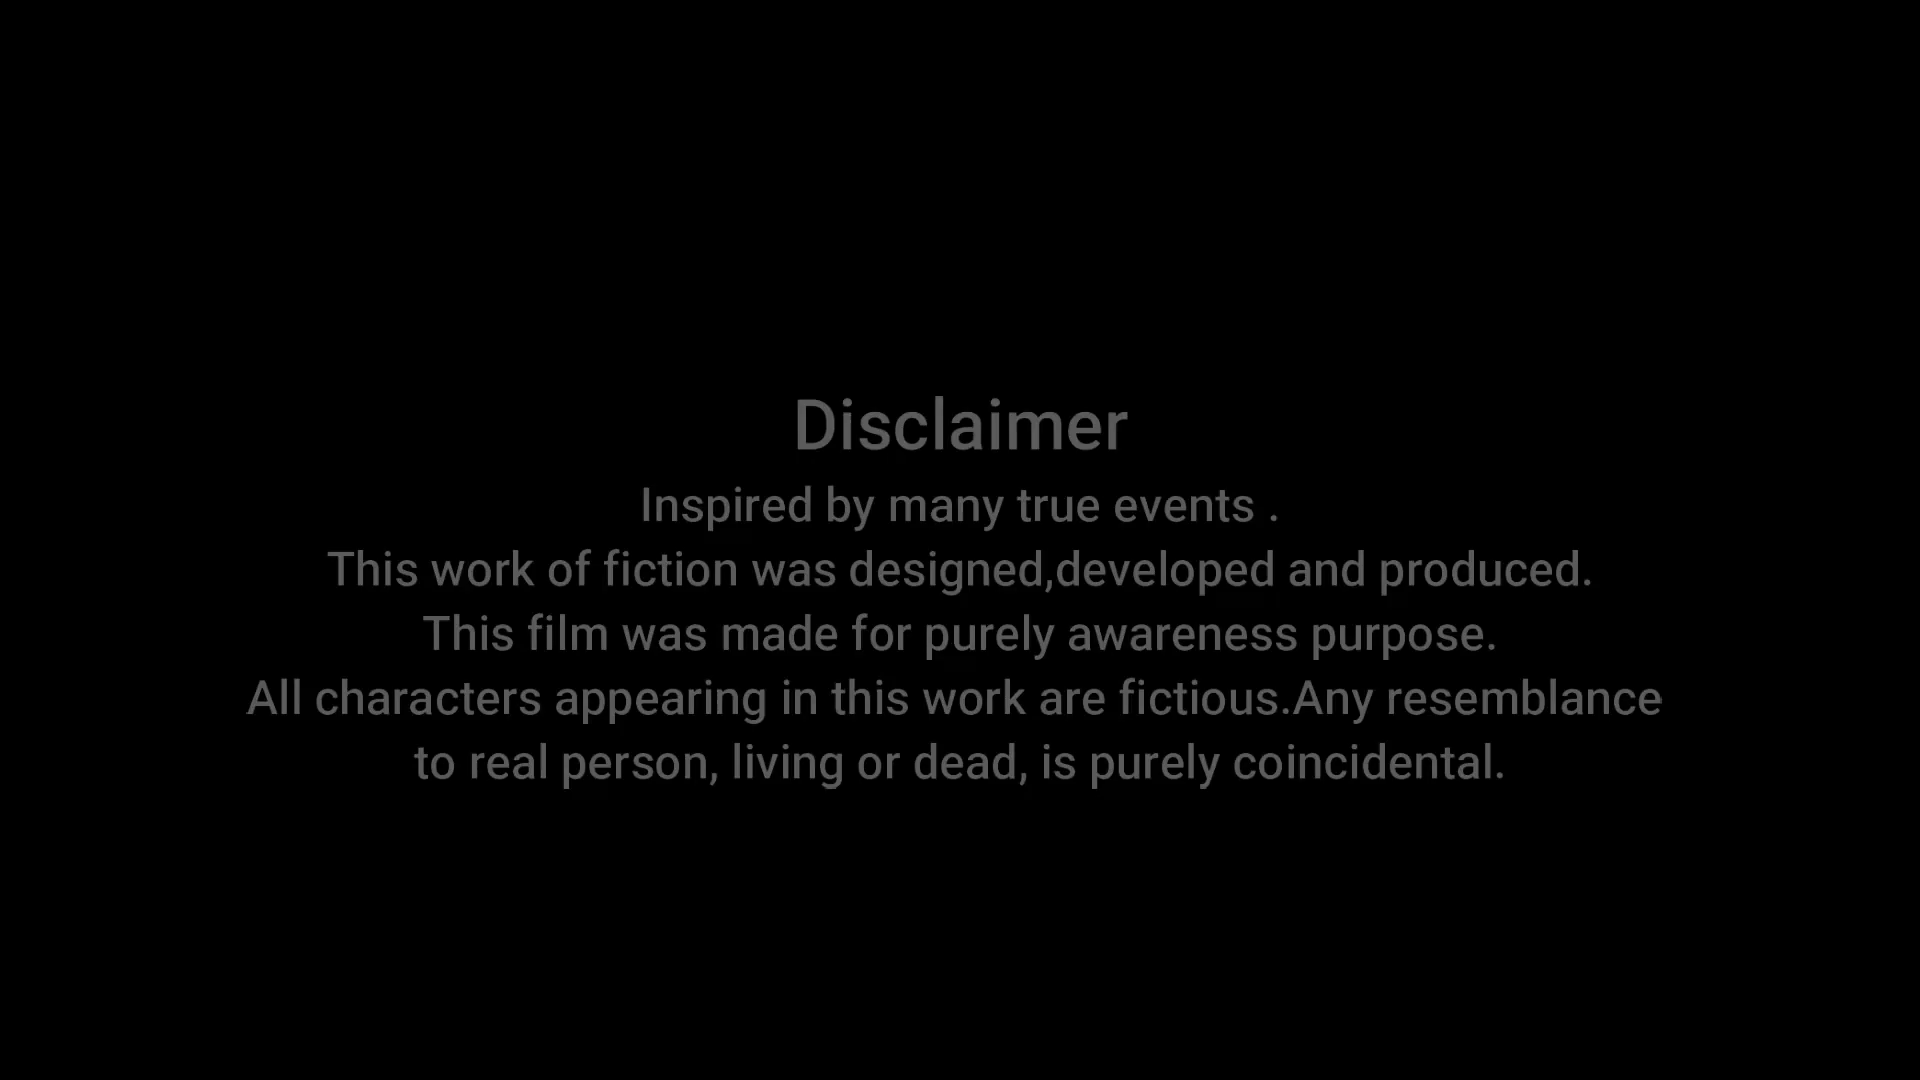 Disclaimer
Inspired by many true events .
This work of fiction was designed,developed and produced.
This film was made for purely awareness purpose.
All characters appearing in this work are fictious.Any resemblance
to real person, living or dead, is purely coincidental.